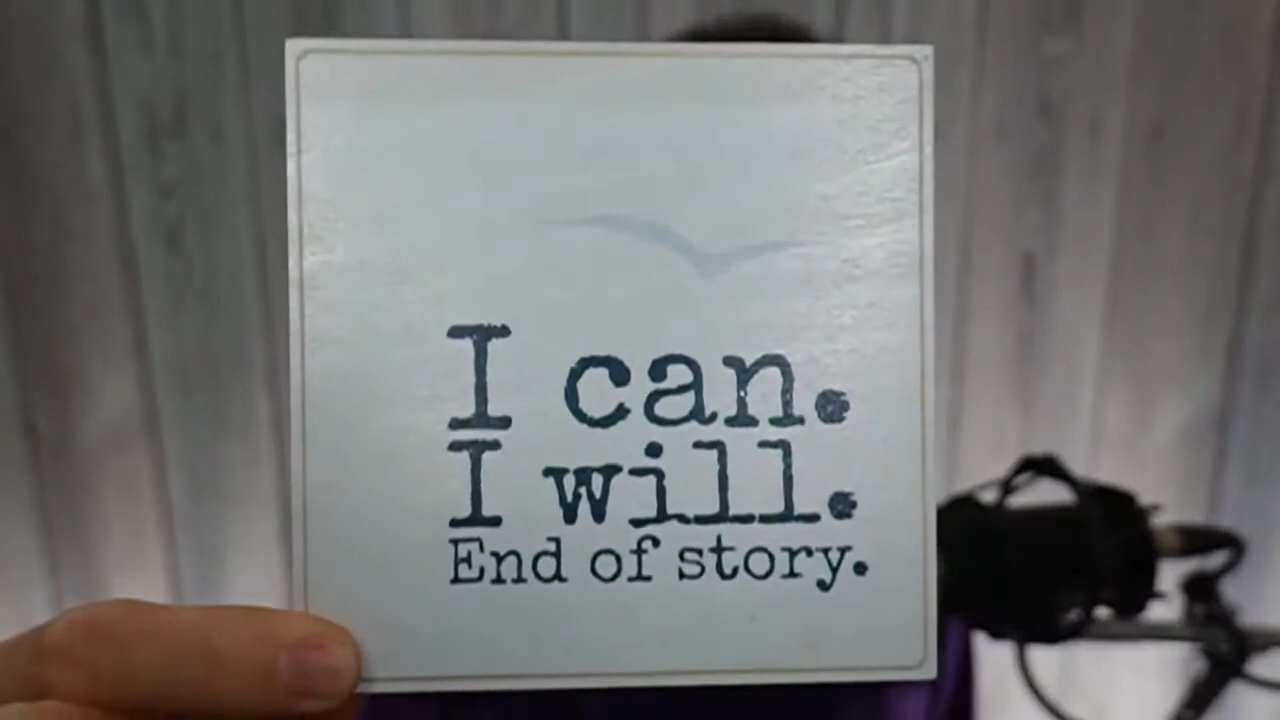 I can.
I will.
End of story.